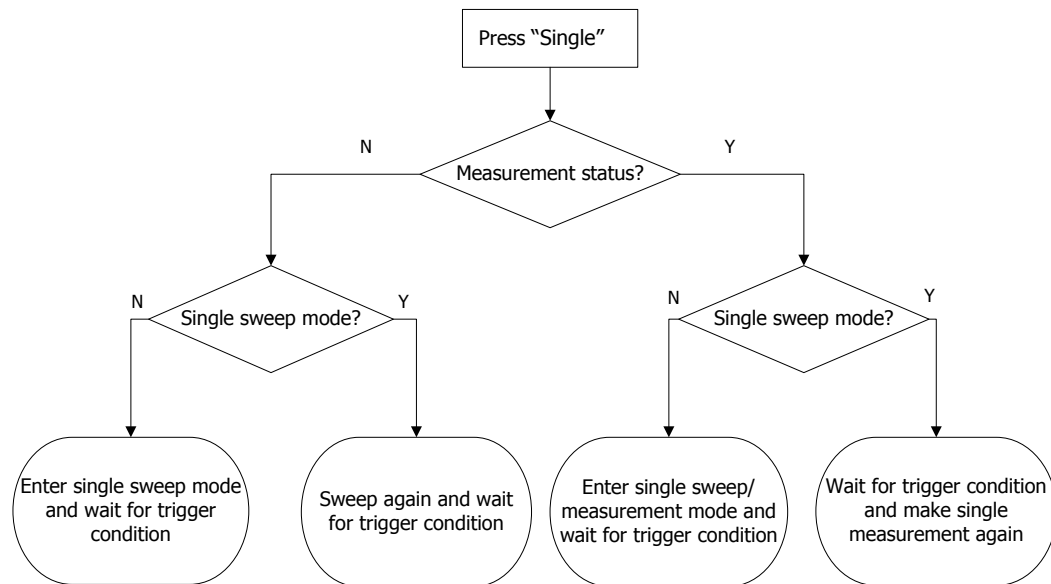 Press “Single”
N
Y
Measurement status?
N
Y
N
Y
Single sweep mode?
Single sweep mode?
Enter single sweep mode
and wait for trigger
condition
Sweep again and wait
for trigger condition
Enter single sweep/
measurement mode and
wait for trigger condition
Wait for trigger condition
and make single
measurement again